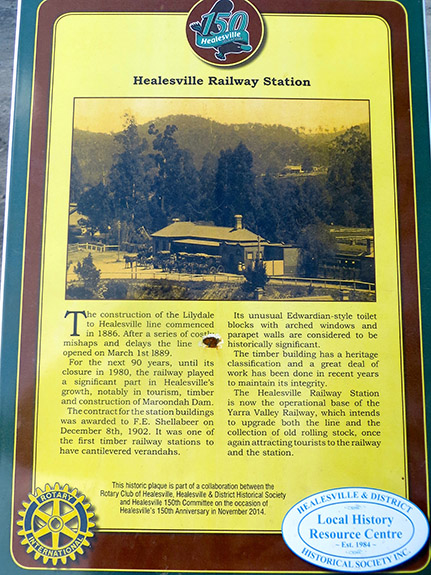 150
Healesville
Healesville Railway Station
The construction of the Lilydale
to Healesville line commenced
in 1886. After a series of costly
mishaps and delays the line
opened on March 1st 1889.
For the next 90 years, until its
closure in 1980, the railway played
a significant part in Healesville's
growth, notably in tourism, timber
and construction of Maroondah Dam.
The contract for the station buildings
was awarded to F.E. Shellabeer on
December 8th, 1902. It was one of
the first timber railway stations to
have cantilevered verandahs.
Its unusual Edwardian-style toilet
blocks with arched windows and
parapet walls are considered to be
historically significant.
The timber building has a heritage
classification and a great deal of
work has been done in recent years
to maintain its integrity.
The Healesville Railway Station
is now the operational base of the
Yarra Valley Railway, which intends
to upgrade both the line and the
collection of old rolling stock, once
again attracting tourists to the railway
and the station.
This historic plaque is part of a collaboration between the
Rotary Club of Healesville, Healesville & District Historical Society
and Healesville 150th Committee on the occasion of
Healesville's 150th Anniversary in November 2014.
ROTARY
INTERNATIONAL
HEALESVILLE & DISTRICT
Local History
Resource Centre
~ Est. 1984 ~
HISTORICAL SOCIETY INC.